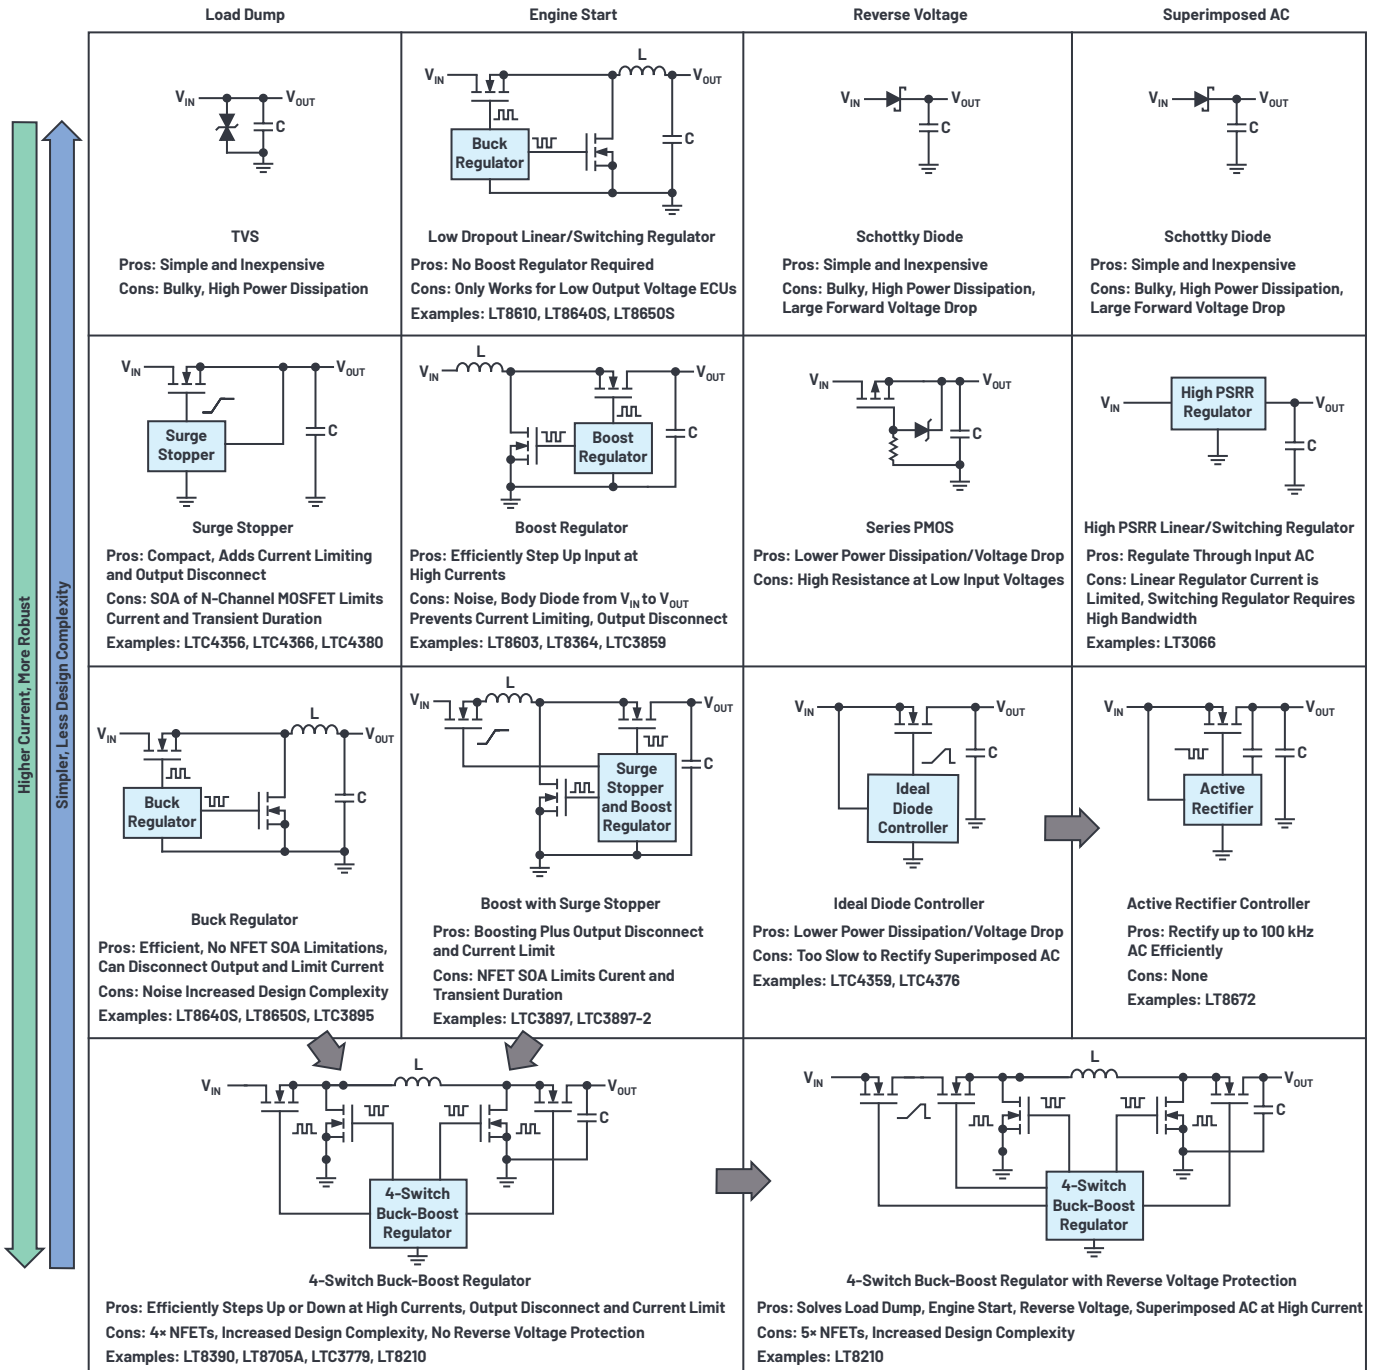 Load Dump
Engine Start
Reverse Voltage
Superimposed AC
Higher Current, More Robust
Simpler, Less Design Complexity
VIN
VOUT
C
TVS
Pros: Simple and Inexpensive
Cons: Bulky, High Power Dissipation
VIN
L
VOUT
Buck
Regulator
C
Low Dropout Linear/Switching Regulator
Pros: No Boost Regulator Required
Cons: Only Works for Low Output Voltage ECUs
Examples: LT8610, LT8640S, LT8650S
VIN
VOUT
C
Schottky Diode
Pros: Simple and Inexpensive
Cons: Bulky, High Power Dissipation,
Large Forward Voltage Drop
VIN
VOUT
C
Schottky Diode
Pros: Simple and Inexpensive
Cons: Bulky, High Power Dissipation,
Large Forward Voltage Drop
VIN
VOUT
Surge
Stopper
C
Surge Stopper
Pros: Compact, Adds Current Limiting
and Output Disconnect
Cons: SOA of N-Channel MOSFET Limits
Current and Transient Duration
Examples: LTC4356, LTC4366, LTC4380
L
VIN
VOUT
Boost
Regulator
C
Boost Regulator
Pros: Efficiently Step Up Input at
High Currents
Cons: Noise, Body Diode from VIN to VOUT
Prevents Current Limiting, Output Disconnect
Examples: LT8603, LT8364, LTC3859
VIN
VOUT
C
Series PMOS
Pros: Lower Power Dissipation/Voltage Drop
Cons: High Resistance at Low Input Voltages
VIN
High PSRR
Regulator
VOUT
C
High PSRR Linear/Switching Regulator
Pros: Regulate Through Input AC
Cons: Linear Regulator Current is
Limited, Switching Regulator Requires
High Bandwidth
Examples: LT3066
VIN
L
VOUT
Buck
Regulator
C
Buck Regulator
Pros: Efficient, No NFET SOA Limitations,
Can Disconnect Output and Limit Current
Cons: Noise Increased Design Complexity
Examples: LT8640S, LT8650S, LTC3895
VIN
L
VOUT
Surge
Stopper
and Boost
Regulator
C
Boost with Surge Stopper
Pros: Boosting Plus Output Disconnect
and Current Limit
Cons: NFET SOA Limits Curent and
Transient Duration
Examples: LTC3897, LTC3897-2
VIN
VOUT
Ideal
Diode
Controller
C
Ideal Diode Controller
Pros: Lower Power Dissipation/Voltage Drop
Cons: Too Slow to Rectify Superimposed AC
Examples: LTC4359, LTC4376
VIN
VOUT
Active
Rectifier
C
Active Rectifier Controller
Pros: Rectify up to 100 kHz
AC Efficiently
Cons: None
Examples: LT8672
VIN
L
VOUT
C
4-Switch
Buck-Boost
Regulator
4-Switch Buck-Boost Regulator
Pros: Efficiently Steps Up or Down at High Currents, Output Disconnect and Current Limit
Cons: 4× NFETs, Increased Design Complexity, No Reverse Voltage Protection
Examples: LT8390, LT8705A, LTC3779, LT8210
VIN
L
VOUT
C
4-Switch
Buck-Boost
Regulator
4-Switch Buck-Boost Regulator with Reverse Voltage Protection
Pros: Solves Load Dump, Engine Start, Reverse Voltage, Superimposed AC at High Current
Cons: 5× NFETs, Increased Design Complexity
Examples: LT8210